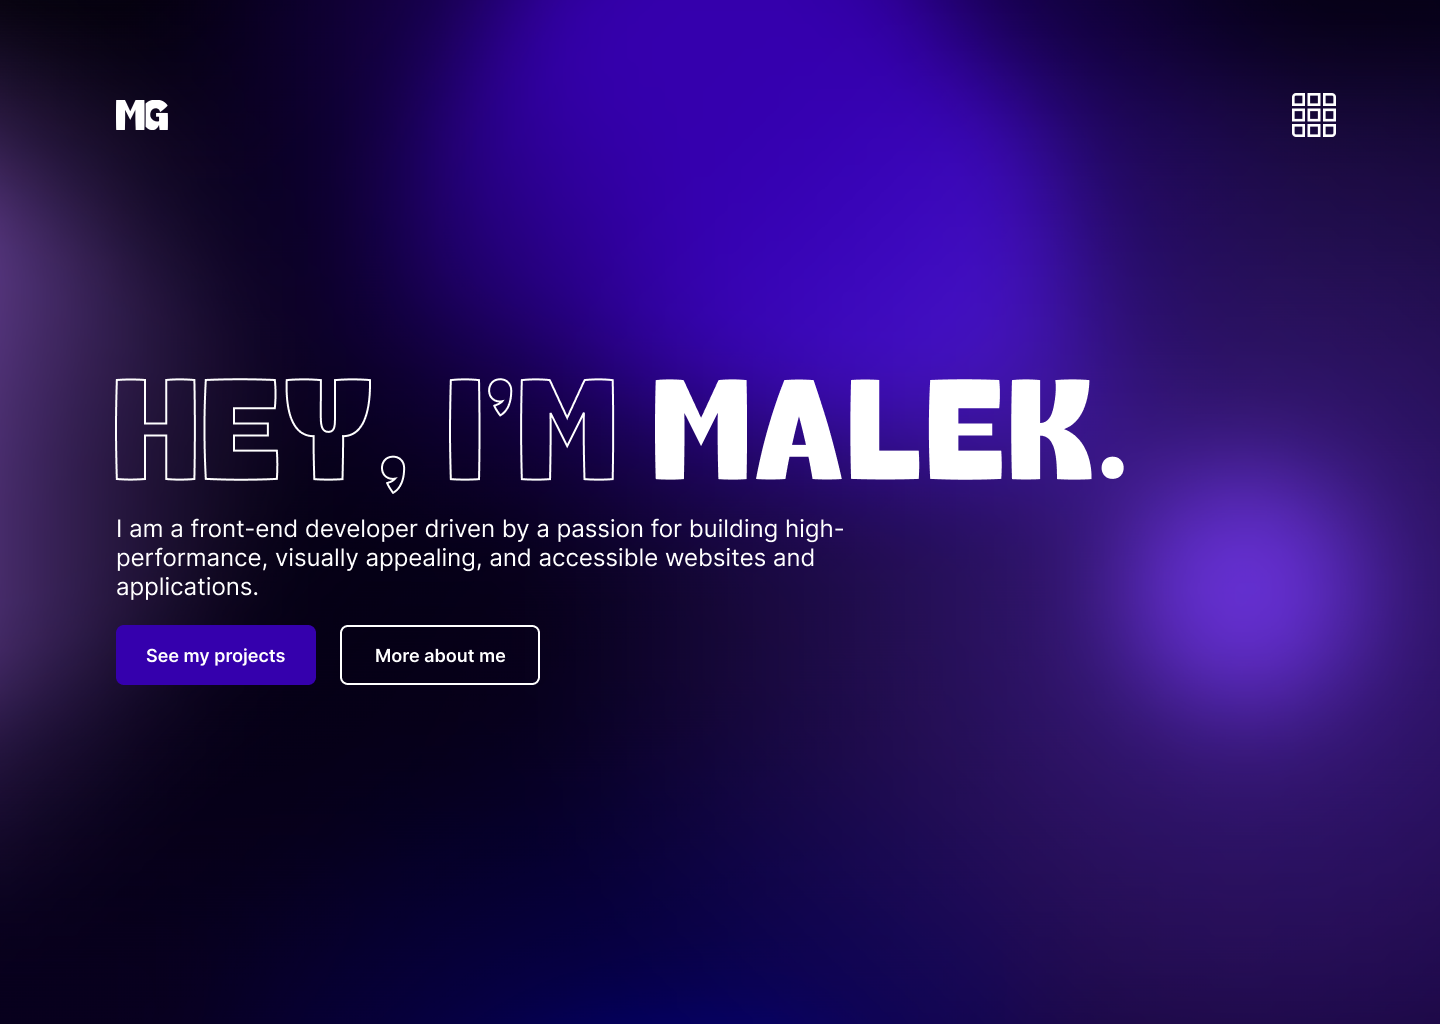 MG
HEY, I’M MALEK.
I am a front-end developer driven by a passion for building high-
performance, visually appealing, and accessible websites and
applications.
See my projects
More about me